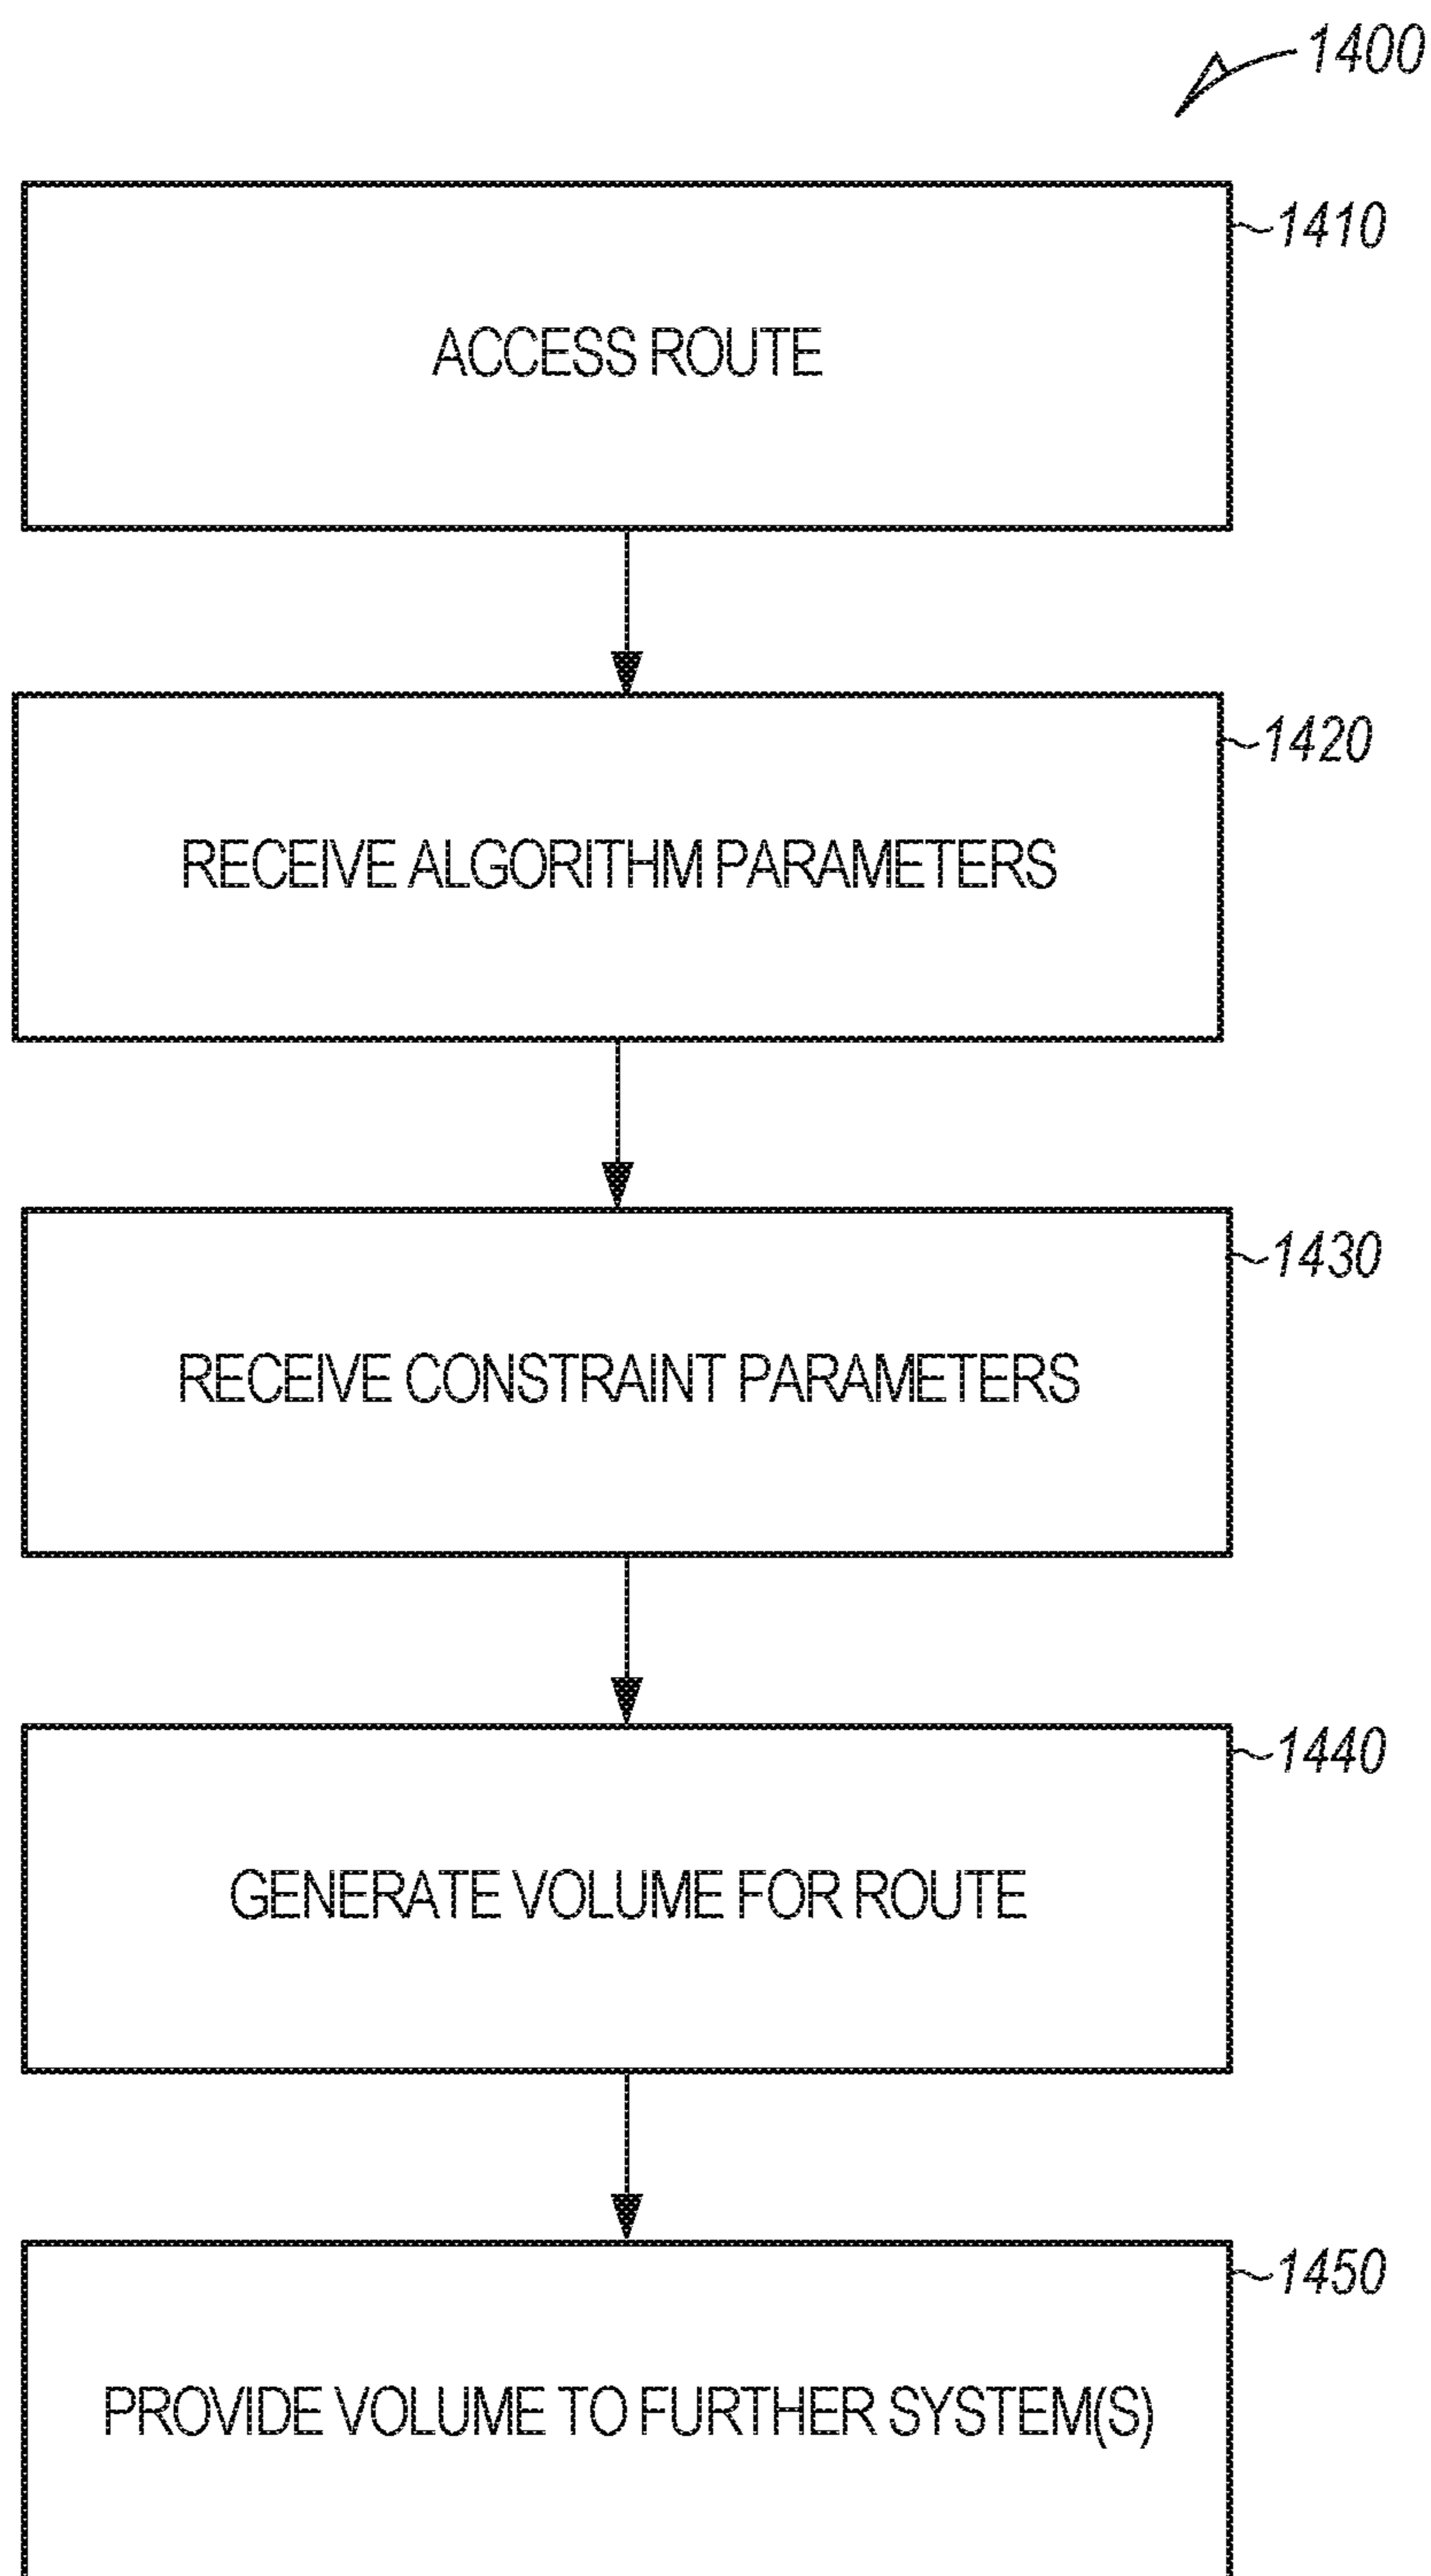 1400
1410
ACCESS ROUTE
1420
RECEIVE ALGORITHM PARAMETERS
1430
RECEIVE CONSTRAINT PARAMETERS
1440
GENERATE VOLUME FOR ROUTE
1450
PROVIDE VOLUME TO FURTHER SYSTEM(S)